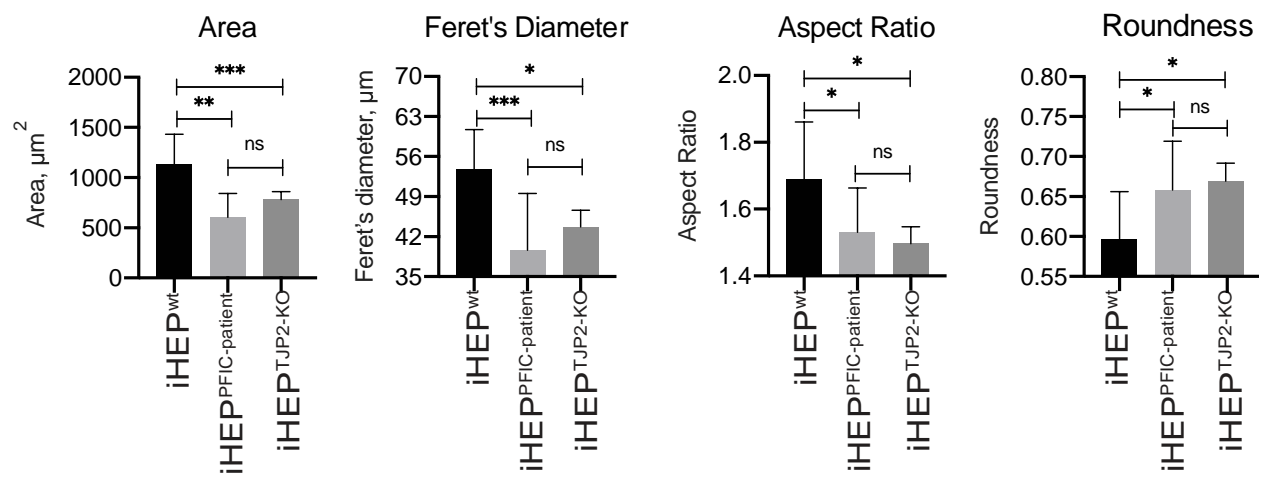 Area
Area, µm²
2000
1500
1000
500
0
***
**
ns
iHEPwt
iHEPPFIC-patient
iHEPTJP2-KO
Feret's Diameter
Feret's diameter, µm
70
63
56
49
42
35
*
***
ns
iHEPwt
iHEPPFIC-patient
iHEPTJP2-KO
Aspect Ratio
Aspect Ratio
2.0
1.8
1.6
1.4
*
*
ns
iHEPwt
iHEPPFIC-patient
iHEPTJP2-KO
Roundness
Roundness
0.80
0.75
0.70
0.65
0.60
0.55
*
*
ns
iHEPwt
iHEPPFIC-patient
iHEPTJP2-KO